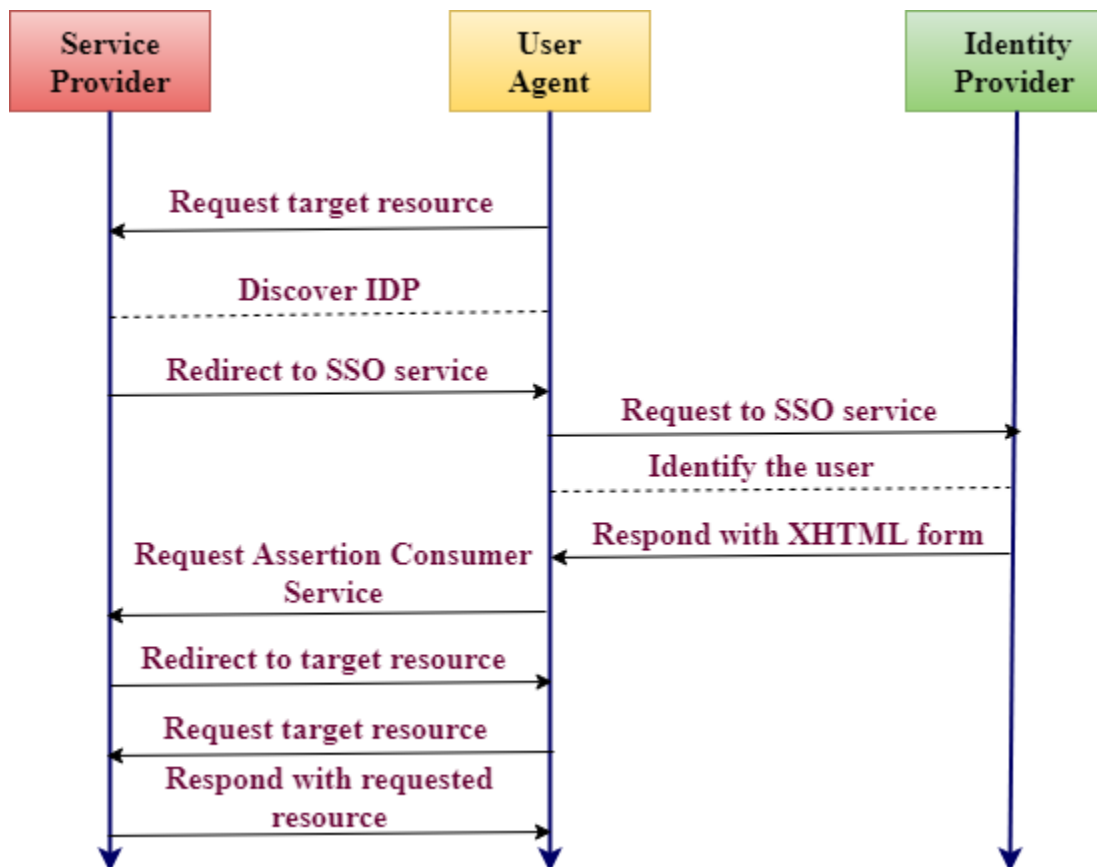 Service
Provider
User
Agent
Identity
Provider
Request target resource
Discover IDP
Redirect to SSO service
Request to SSO service
Identify the user
Respond with XHTML form
Request Assertion Consumer
Service
Redirect to target resource
Request target resource
Respond with requested
resource